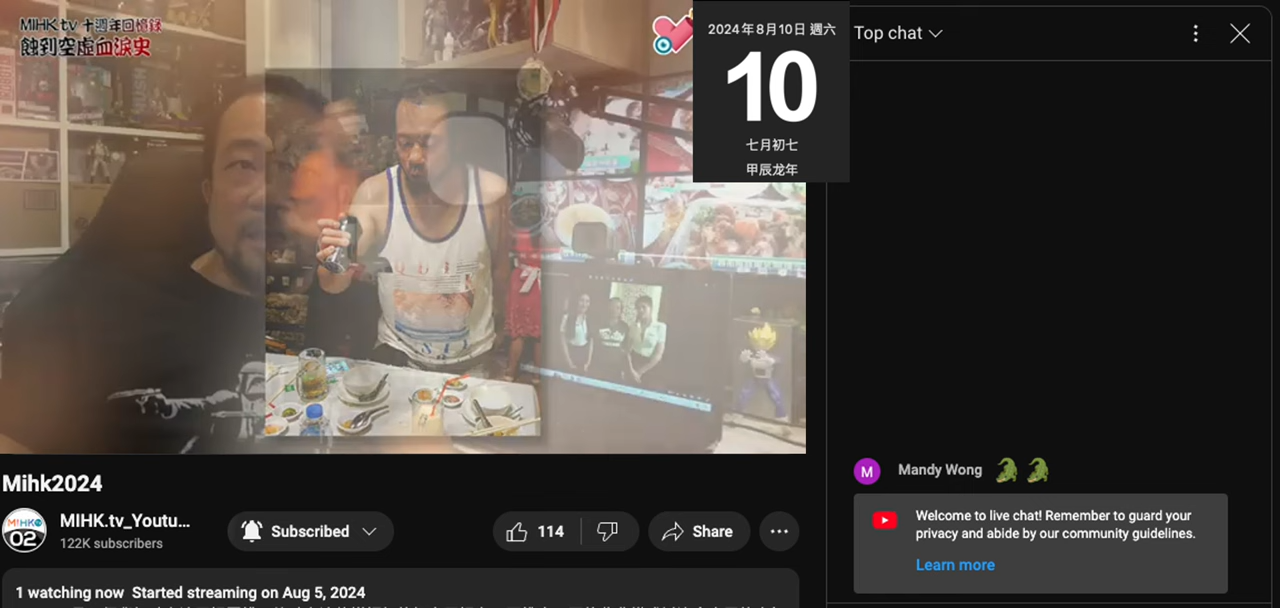 MIHK.tv 十週年回憶錄
蝕到空虛血淚史
2024年8月10日 週六
10
七月初七
甲辰龙年
Top chat
Mihk2024
MIHK.tv_Youtu...
122K subscribers
Subscribed
114
Share
1 watching now Started streaming on Aug 5, 2024
M Mandy Wong
Welcome to live chat! Remember to guard your
privacy and abide by our community guidelines.
Learn more
MIHK
02